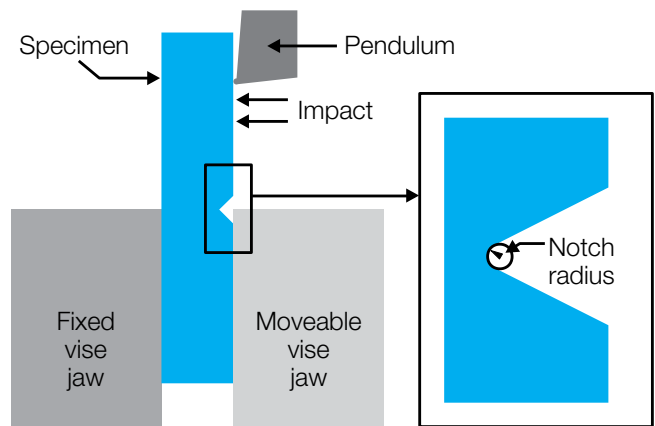 Specimen
Pendulum
Impact
Notch
radius
Fixed
vise
jaw
Moveable
vise
jaw